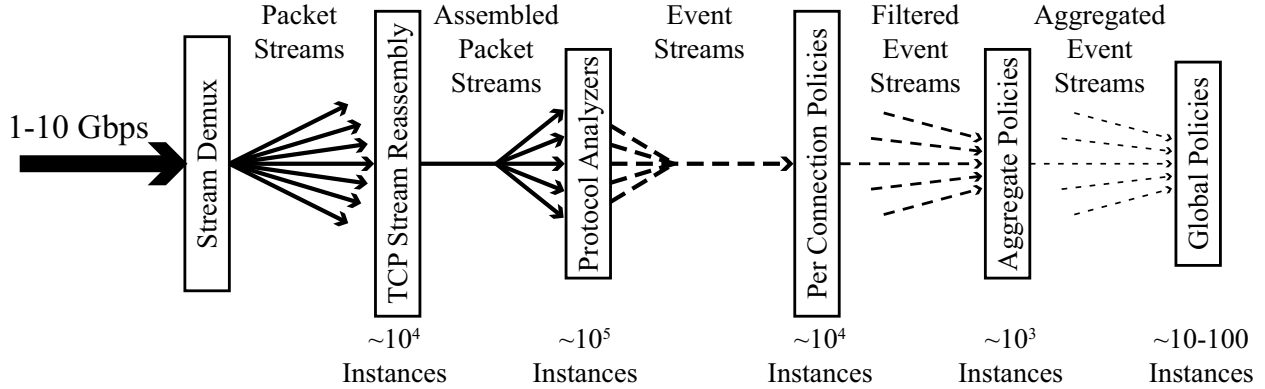 Packet
Streams
Assembled
Packet
Streams
Event
Streams
Filtered
Event
Streams
Aggregated
Event
Streams
1-10 Gbps
Stream Demux
TCP Stream Reassembly
Protocol Analyzers
Per Connection Policies
Aggregate Policies
Global Policies
~10⁴
Instances
~10⁵
Instances
~10⁴
Instances
~10³
Instances
~10-100
Instances